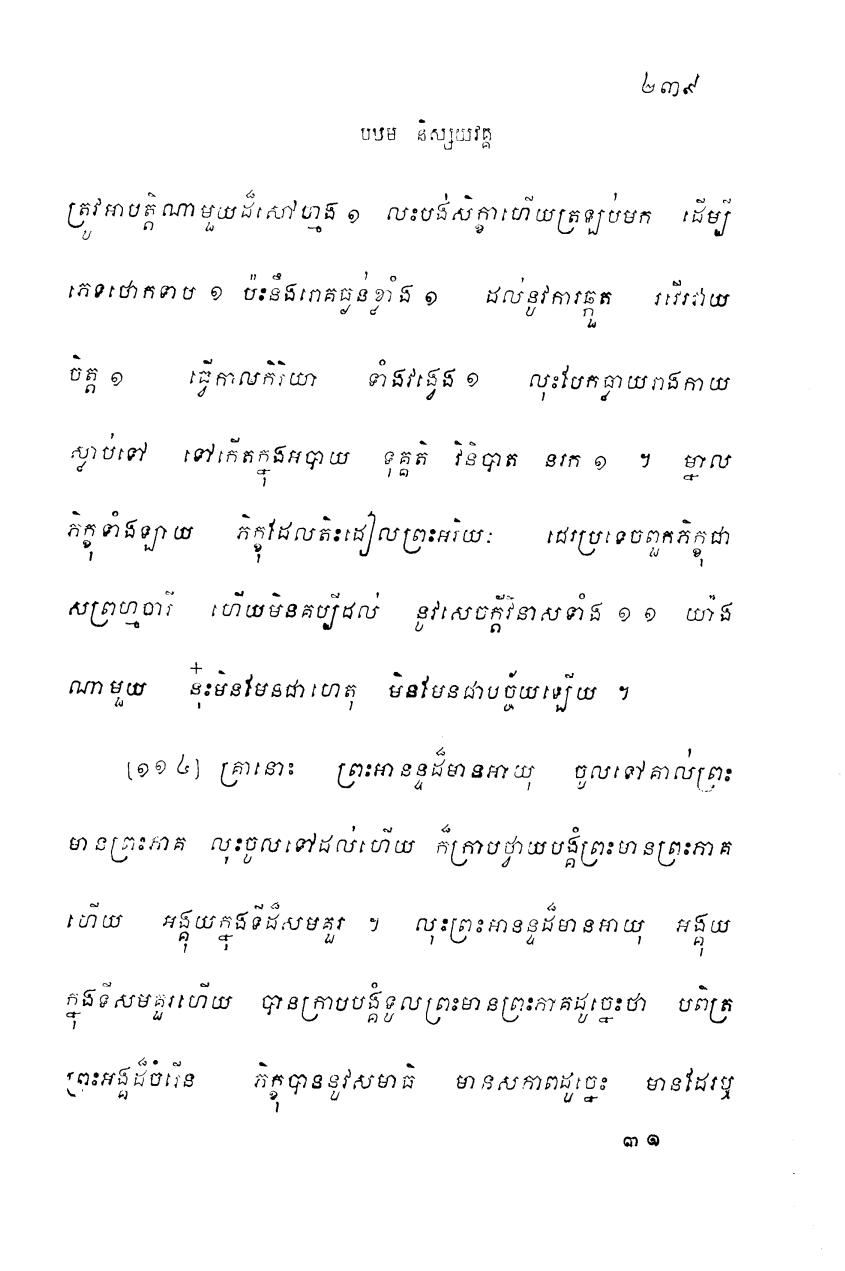 ២៣៩
បឋម និស្សយវគ្គ
ត្រូវអាបត្តិណាមួយដ៏សៅហ្មង ១ លះបង់សិក្ខាហើយត្រឡប់មក ដើម្បី
ភេទថោកទាប ១ ប៉ះនឹងរោគធ្ងន់ខ្លាំង ១ ដល់នូវការឆ្កួត រវើរវាយ
ចិត្ត ១ ធ្វើកាលកិរិយា ទាំងវង្វេង ១ លុះបែកធ្លាយរាងកាយ
ស្លាប់ទៅ ទៅកើតក្នុងអបាយ ទុគ្គតិ វិនិបាត នរក ១ ។ ម្នាល
ភិក្ខុទាំងឡាយ ភិក្ខុដែលតិះដៀលព្រះអរិយៈ ជេរប្រទេចពួកភិក្ខុជា
សព្រហ្មចារី ហើយមិនគប្បីដល់ នូវសេចក្តីវិនាសទាំង ១១ យ៉ាង
ណាមួយ នុ៎ះមិនមែនជាហេតុ មិនមែនជាបច្ច័យឡើយ ។
[១១៤] គ្រានោះ ព្រះអានន្ទដ៏មានអាយុ ចូលទៅគាល់ព្រះ
មានព្រះភាគ លុះចូលទៅដល់ហើយ ក៏ក្រាបថ្វាយបង្គំព្រះមានព្រះភាគ
ហើយ អង្គុយក្នុងទីដ៏សមគួរ ។ លុះព្រះអានន្ទដ៏មានអាយុ អង្គុយ
ក្នុងទីសមគួរហើយ បានក្រាបបង្គំទូលព្រះមានព្រះភាគដូច្នេះថា បពិត្រ
ព្រះអង្គដ៏ចំរើន ភិក្ខុបាននូវសមាធិ មានសភាពដូច្នេះ មានដែរឬ
៣១